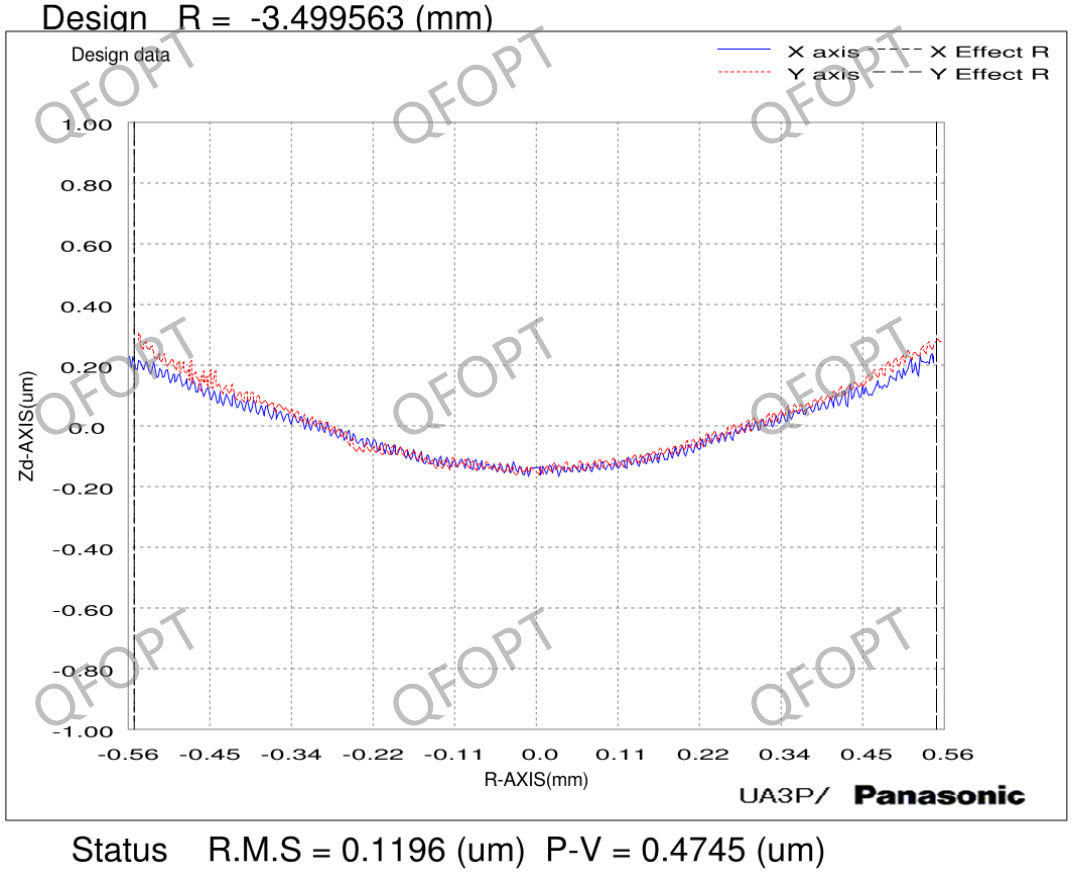 Design R = -3.499563 (mm)
Design data
X axis X Effect R
Y axis Y Effect R
QFOPT QFOPT QFOPT
1.00
0.80
0.60
0.40
QFOPT QFOPT QFOPT
0.20
0.0
-0.20
-0.40
-0.60
QFOPT QFOPT QFOPT
-0.80
-1.00
Zd-AXIS(um)
-0.56 -0.45 -0.34 -0.22 -0.11 0.0 0.11 0.22 0.34 0.45 0.56
R-AXIS(mm)
UA3P/ Panasonic
Status R.M.S = 0.1196 (um) P-V = 0.4745 (um)